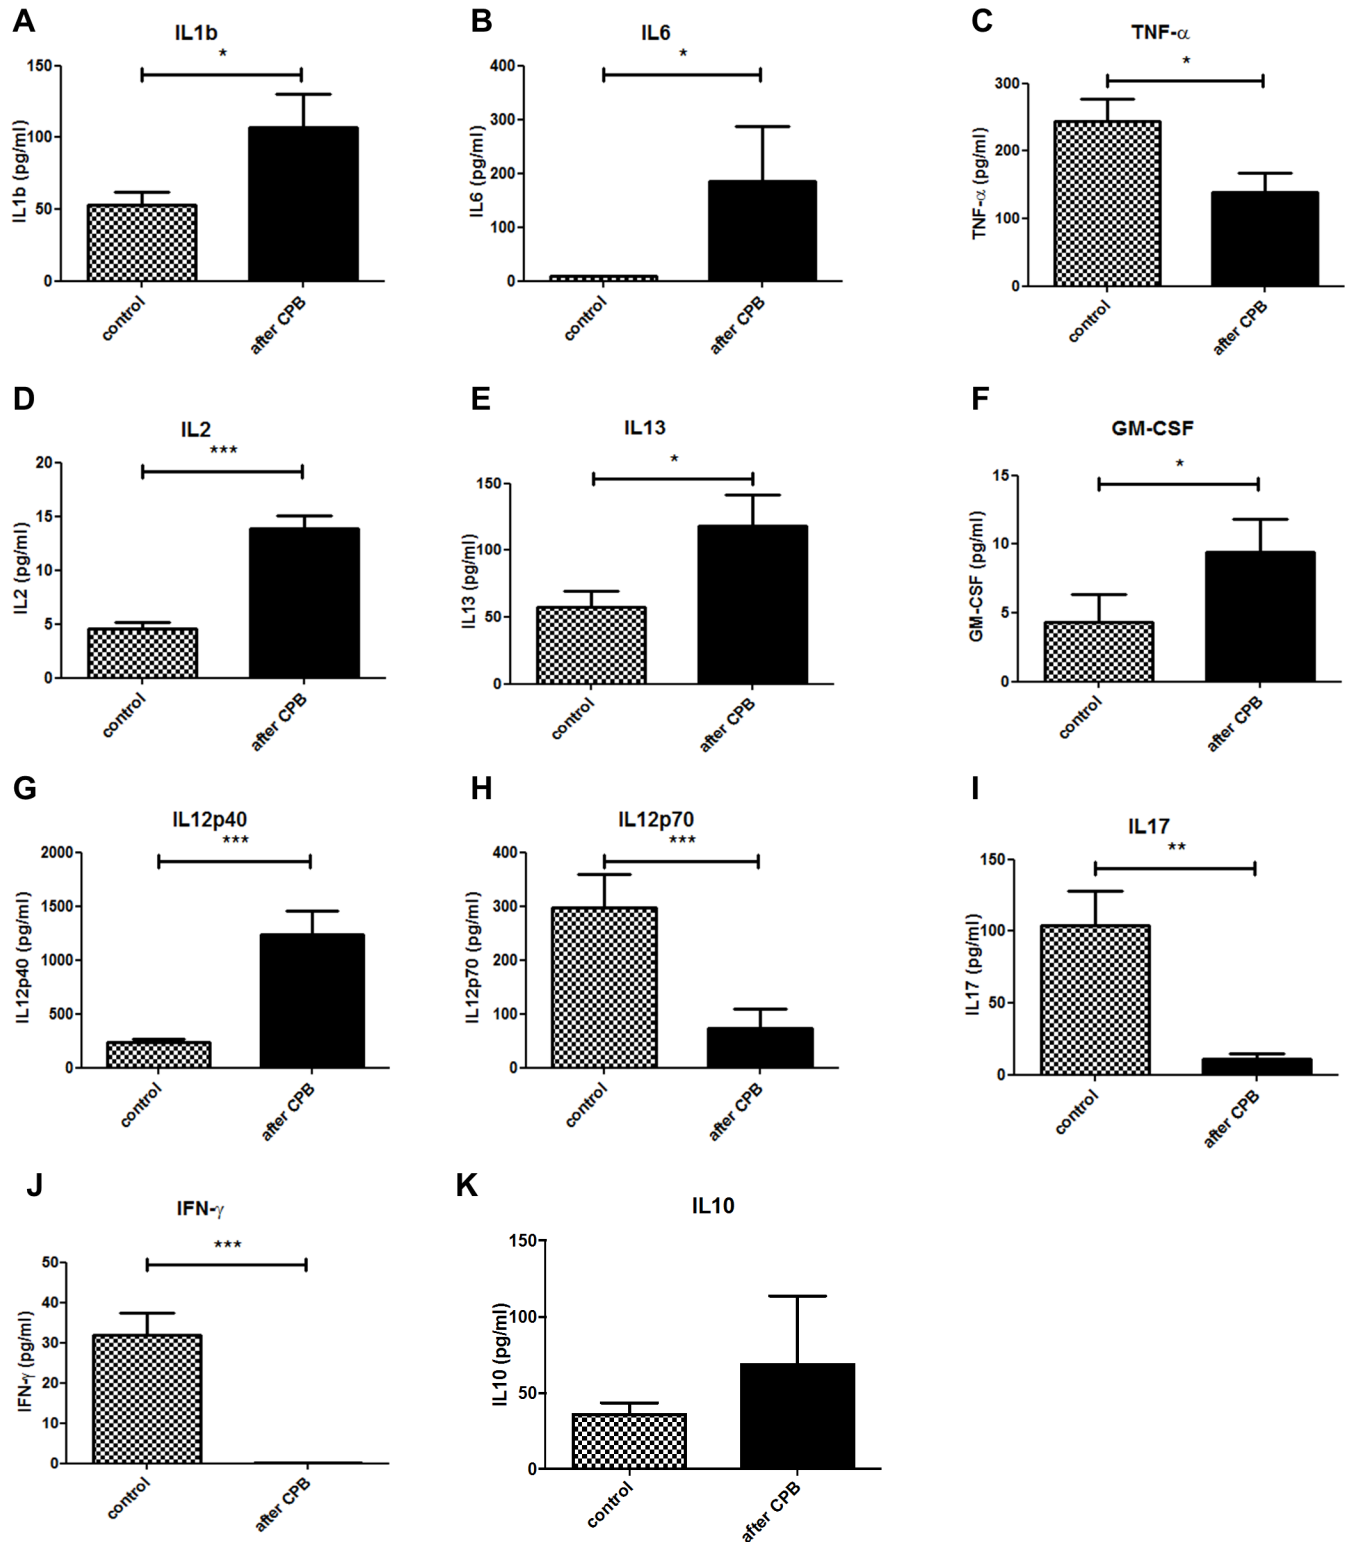 A
IL1b
*
IL1b (pg/ml)
150
100
50
0
control
after CPB
B
IL6
*
IL6 (pg/ml)
400
300
200
100
0
control
after CPB
C
TNF-α
*
TNF-α (pg/ml)
300
200
100
0
control
after CPB
D
IL2
***
IL2 (pg/ml)
20
15
10
5
0
control
after CPB
E
IL13
*
IL13 (pg/ml)
150
100
50
0
control
after CPB
F
GM-CSF
*
GM-CSF (pg/ml)
15
10
5
0
control
after CPB
G
IL12p40
***
IL12p40 (pg/ml)
2000
1500
1000
500
0
control
after CPB
H
IL12p70
***
IL12p70 (pg/ml)
400
300
200
100
0
control
after CPB
I
IL17
**
IL17 (pg/ml)
150
100
50
0
control
after CPB
J
IFN-γ
***
IFN-γ (pg/ml)
50
40
30
20
10
0
control
after CPB
K
IL10
IL10 (pg/ml)
150
100
50
0
control
after CPB